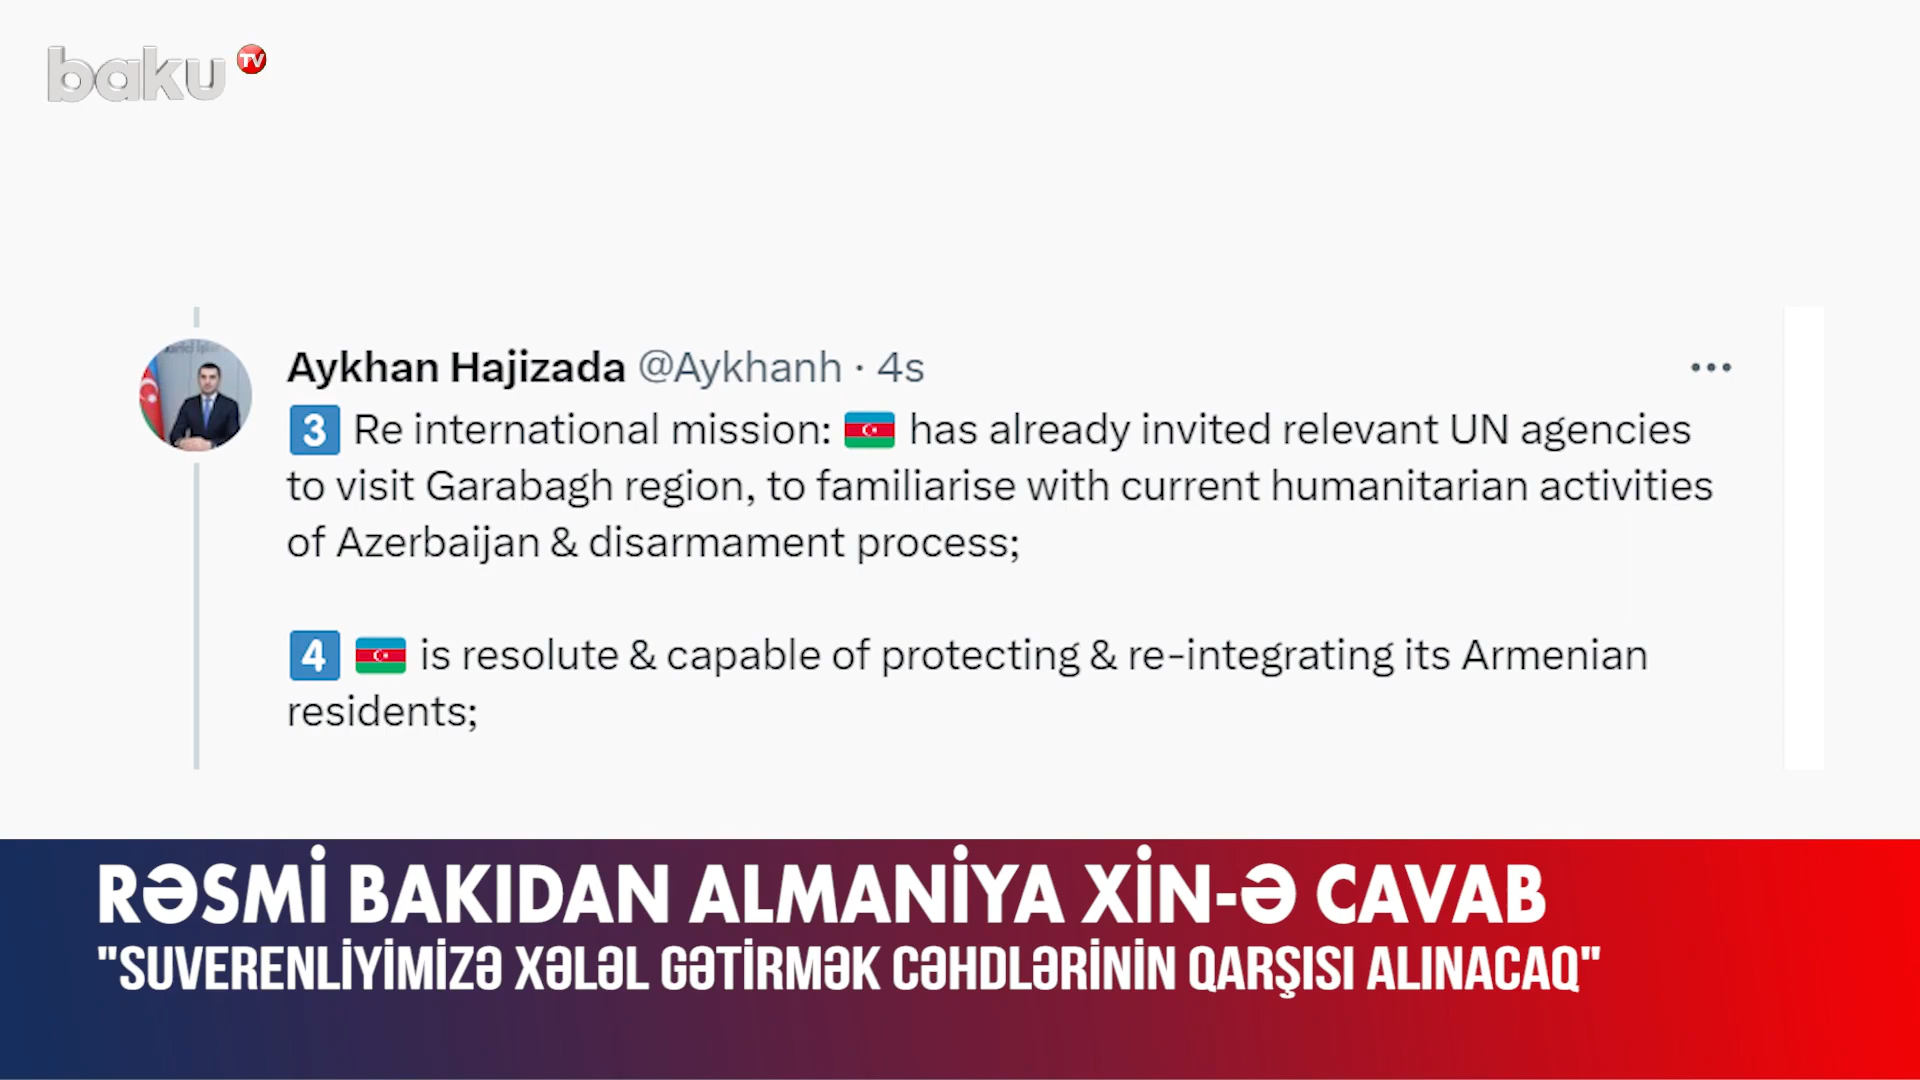 baku TV
Aykhan Hajizada @Aykhanh · 4s
3 Re international mission: 🇦🇿 has already invited relevant UN agencies
to visit Garabagh region, to familiarise with current humanitarian activities
of Azerbaijan & disarmament process;
4 🇦🇿 is resolute & capable of protecting & re-integrating its Armenian
residents;
RƏSMİ BAKIDAN ALMANİYA XİN-Ə CAVAB
"SUVERENLİYİMİZƏ XƏLƏL GƏTİRMƏK CƏHDLƏRİNİN QARŞISI ALINACAQ"